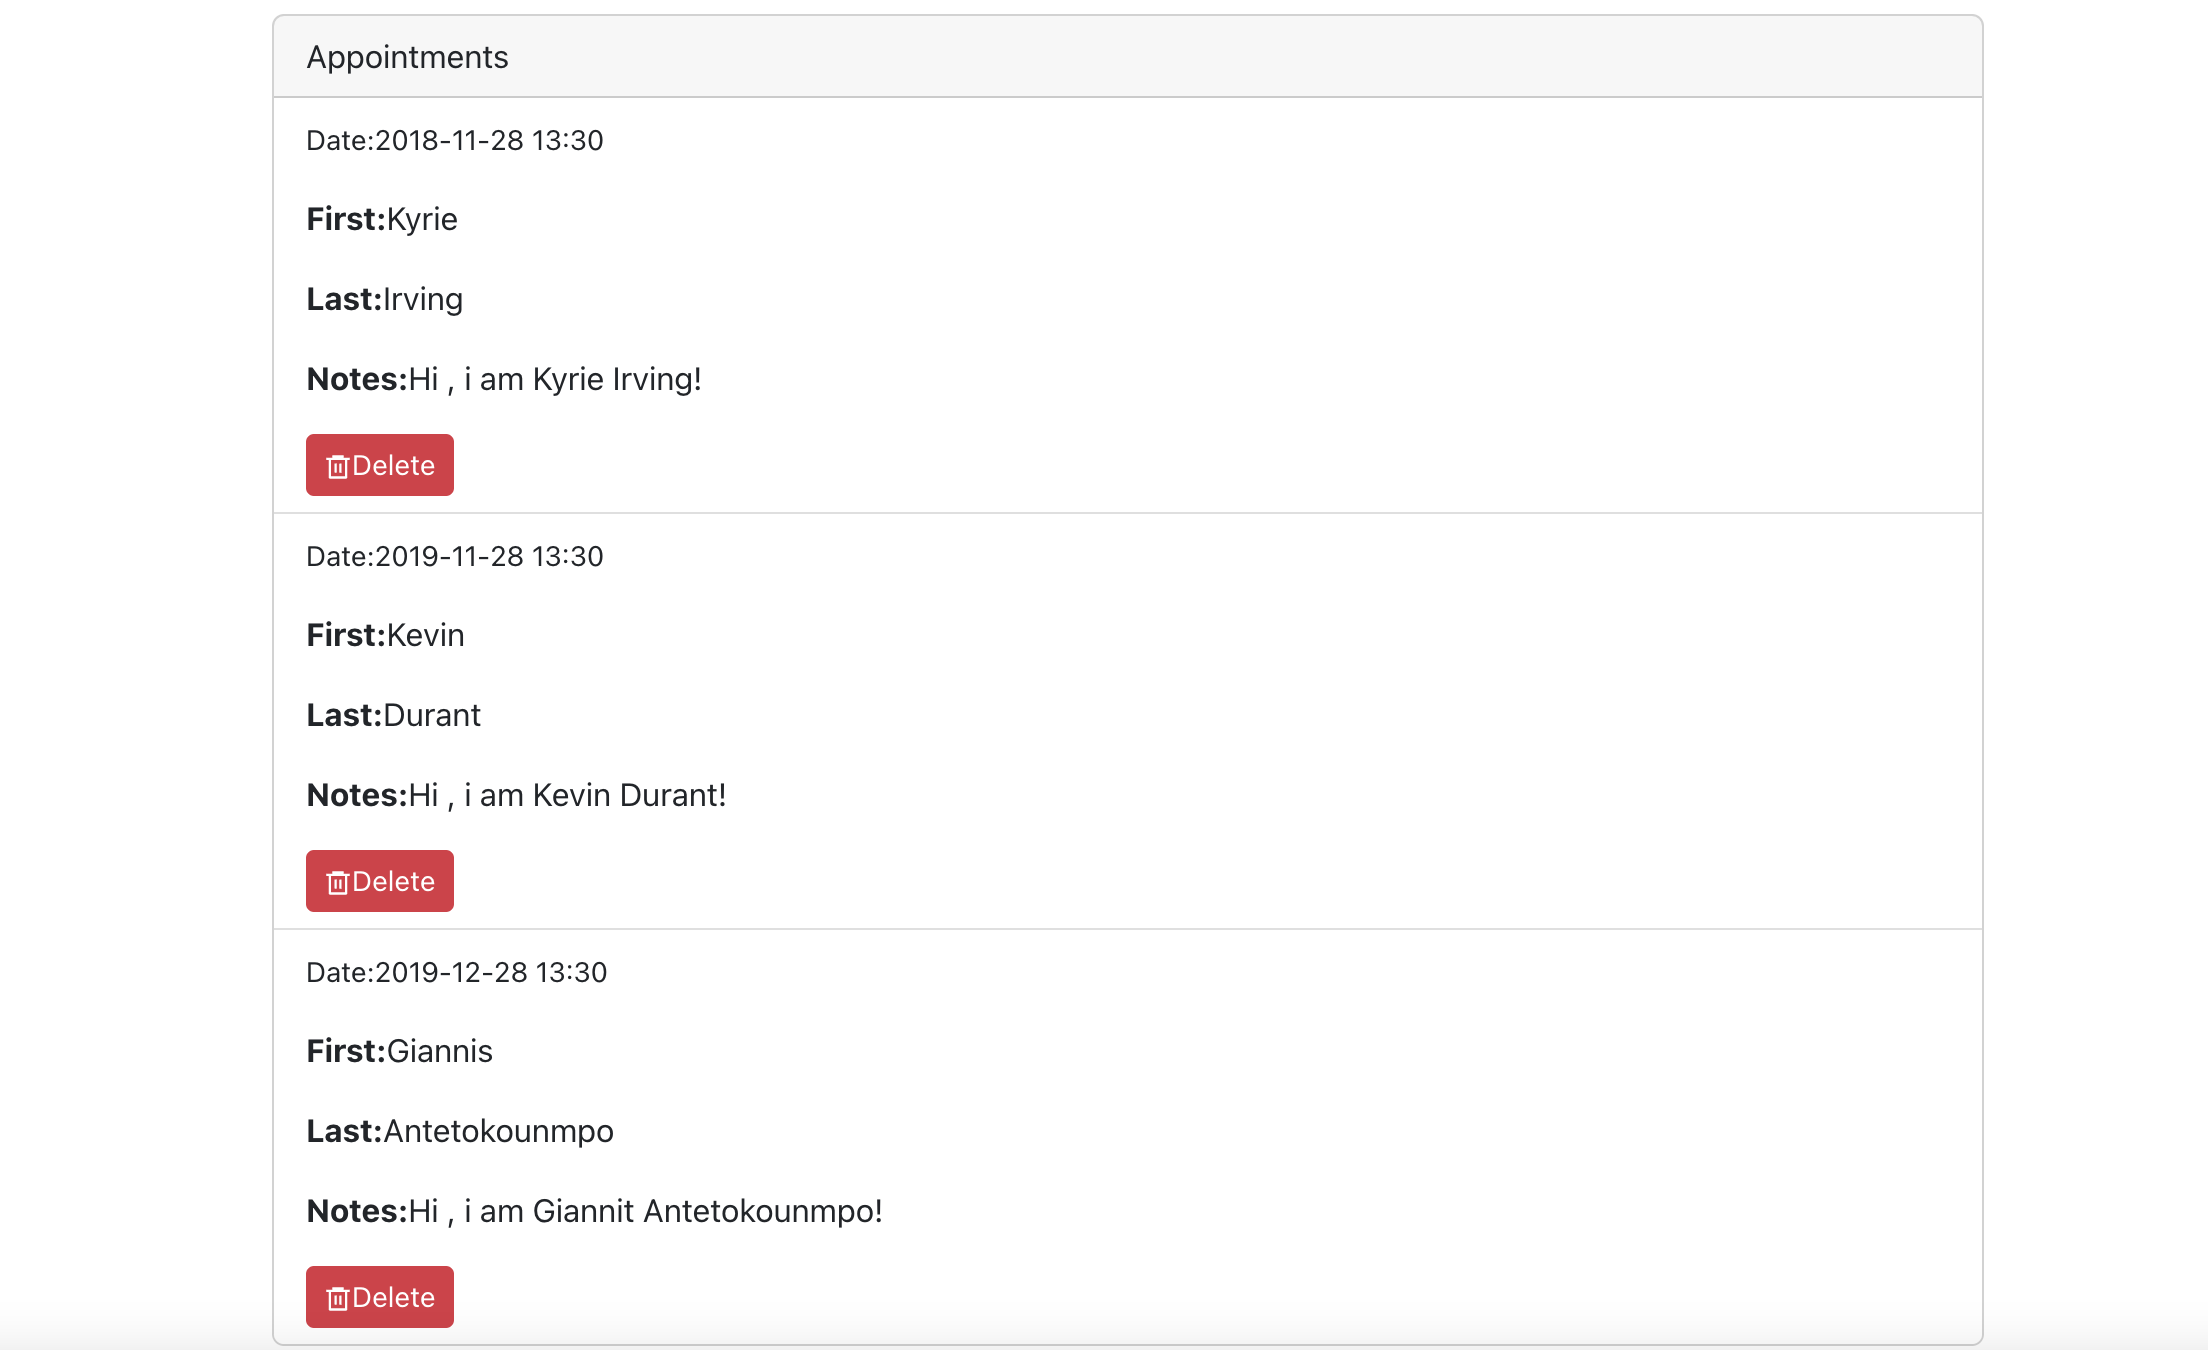 Appointments
Date:2018-11-28 13:30
First:Kyrie
Last:Irving
Notes:Hi , i am Kyrie Irving!
Delete
Date:2019-11-28 13:30
First:Kevin
Last:Durant
Notes:Hi , i am Kevin Durant!
Delete
Date:2019-12-28 13:30
First:Giannis
Last:Antetokounmpo
Notes:Hi , i am Giannit Antetokounmpo!
Delete